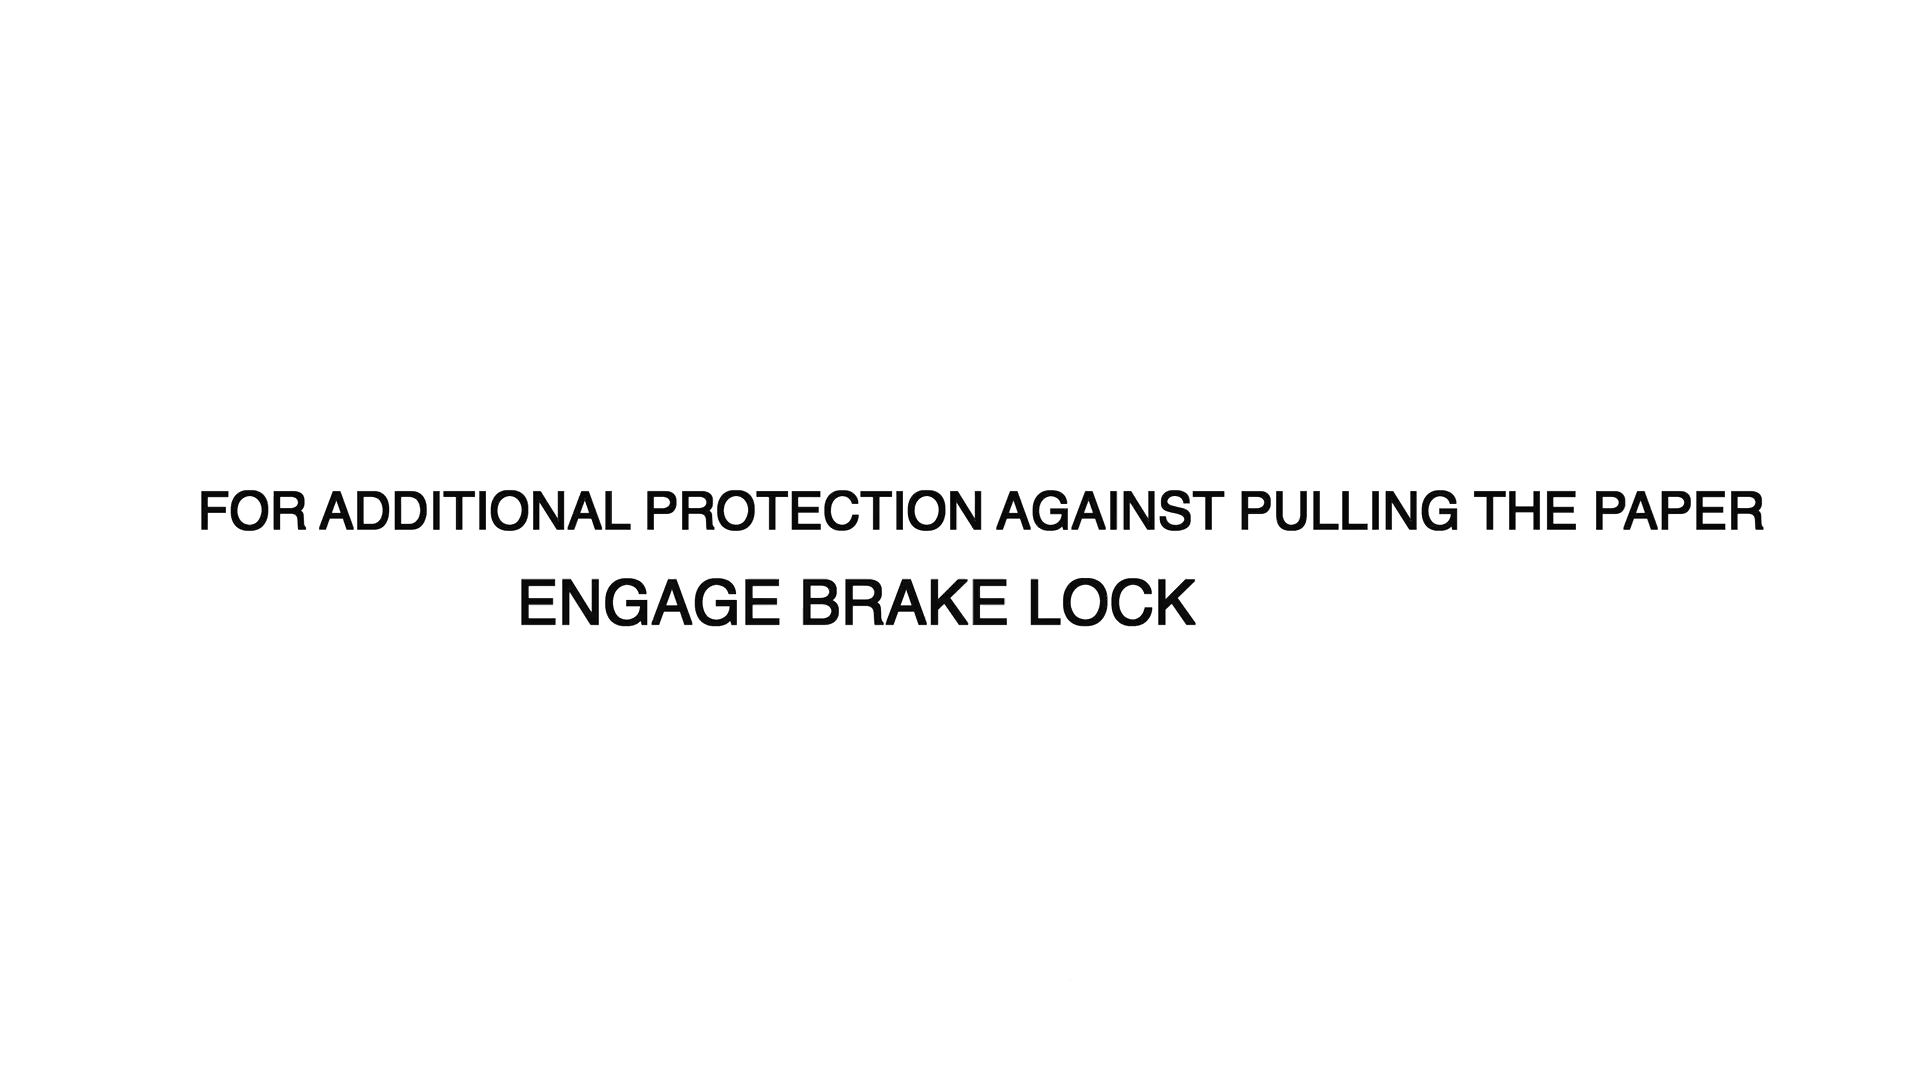 FOR ADDITIONAL PROTECTION AGAINST PULLING THE PAPER
ENGAGE BRAKE LOCK